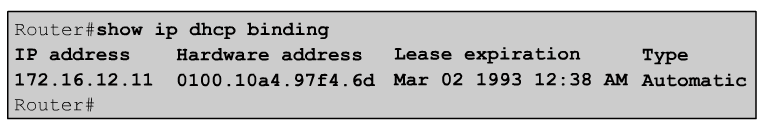 Router#show ip dhcp binding
IP address Hardware address Lease expiration Type
172.16.12.11 0100.10a4.97f4.6d Mar 02 1993 12:38 AM Automatic
Router#